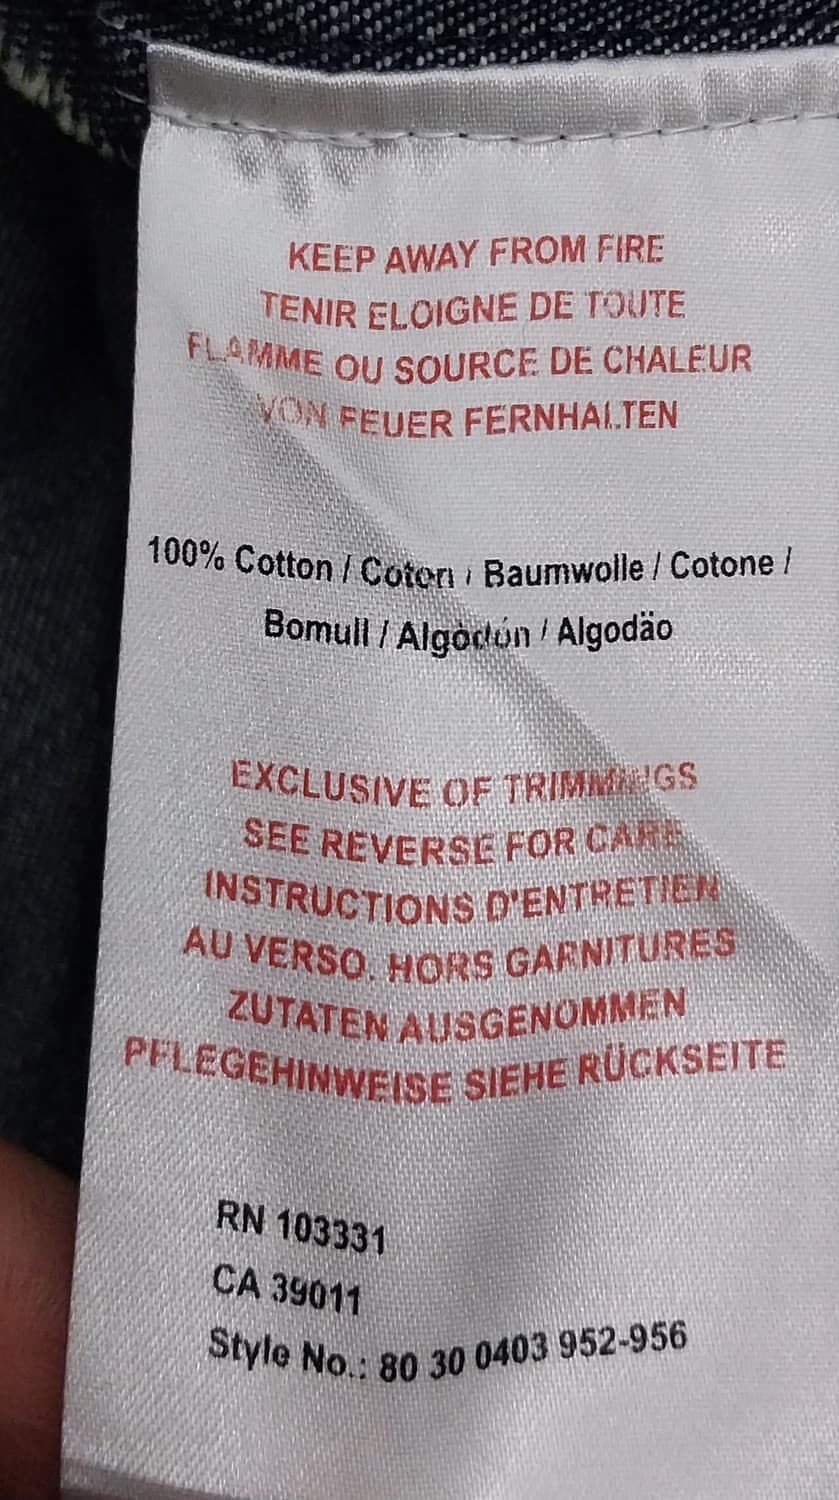 KEEP AWAY FROM FIRE
TENIR ELOIGNE DE TOUTE
FLAMME OU SOURCE DE CHALEUR
VON FEUER FERNHALTEN
100% Cotton / Coton / Baumwolle / Cotone /
Bomull / Algòdón / Algodäo
EXCLUSIVE OF TRIMMINGS
SEE REVERSE FOR CARE
INSTRUCTIONS D'ENTRETIEN
AU VERSO. HORS GARNITURES
ZUTATEN AUSGENOMMEN
PFLEGEHINWEISE SIEHE RÜCKSEITE
RN 103331
CA 39011
Style No.: 80 30 0403 952-956